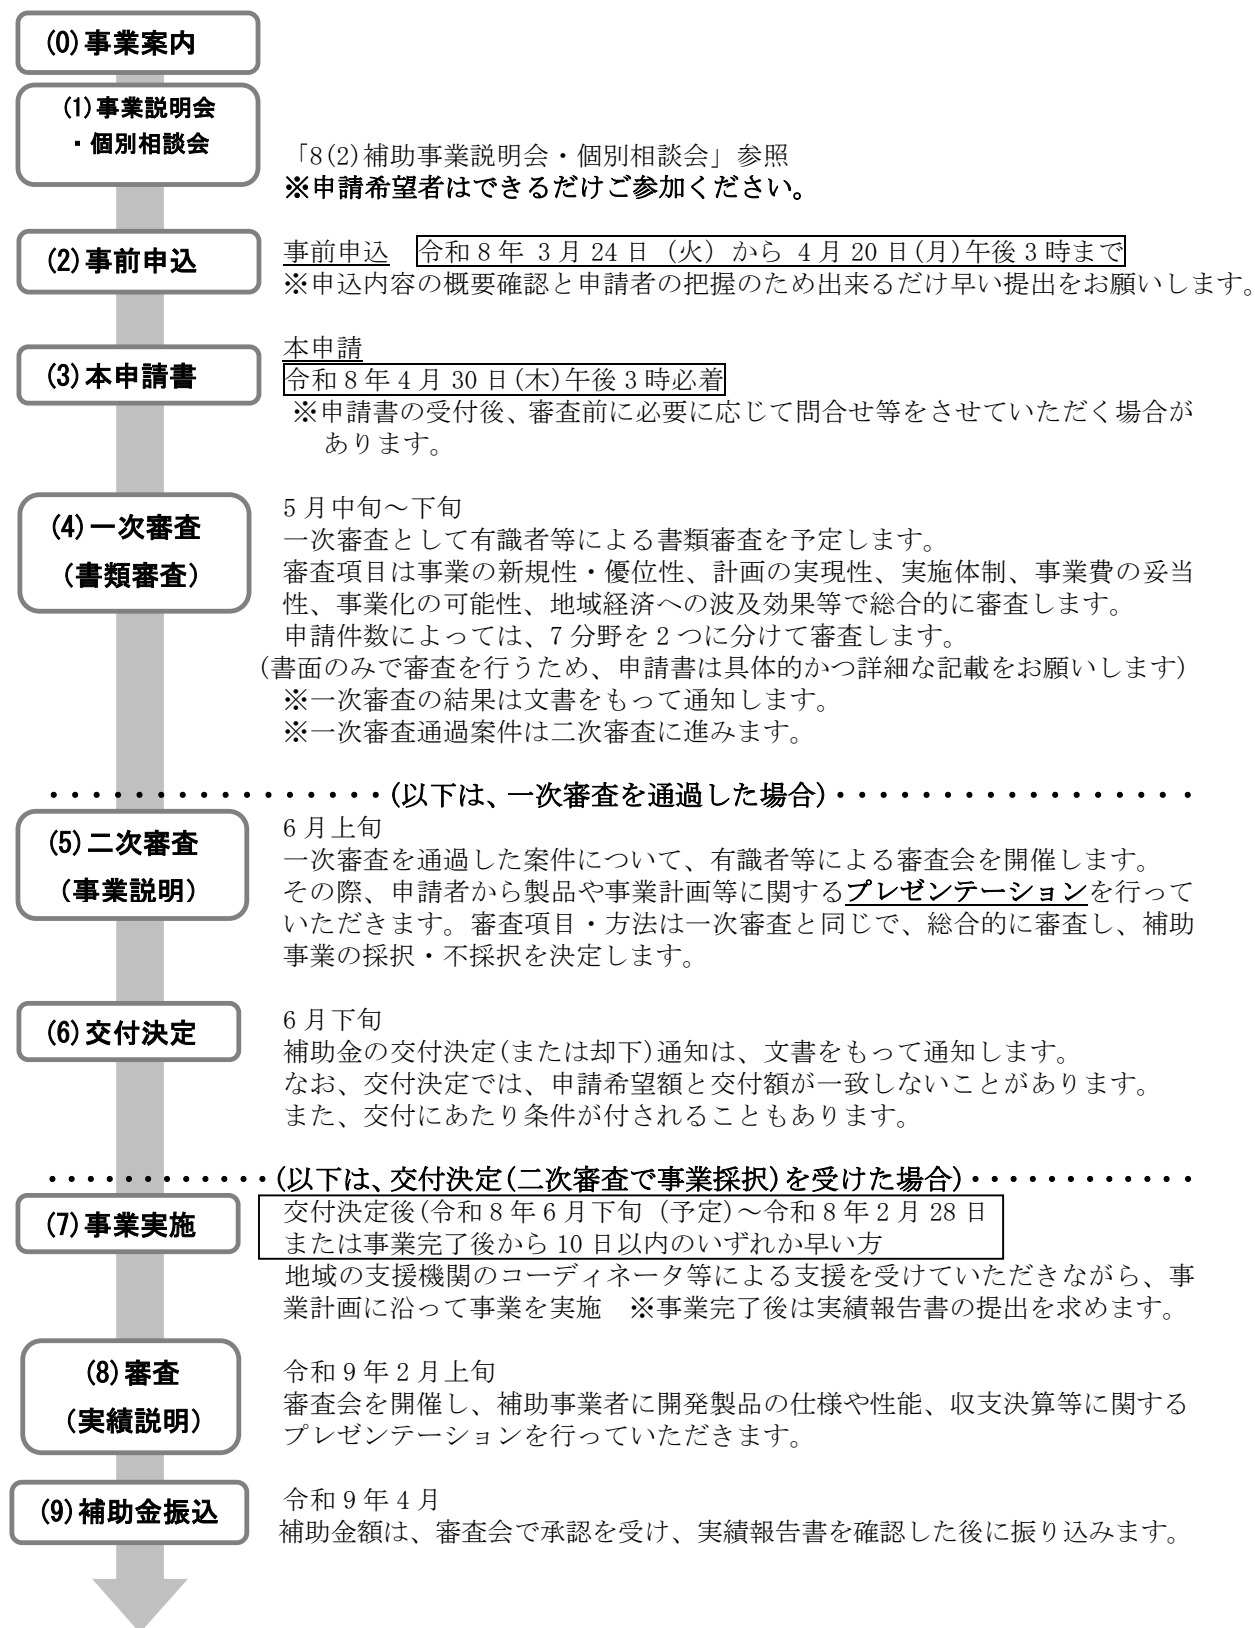 (0)事業案内
(1)事業説明会
・個別相談会
「8(2)補助事業説明会・個別相談会」参照
※申請希望者はできるだけご参加ください。
(2)事前申込
事前申込 令和8年 3月24日（火）から 4月20日(月)午後3時まで
※申込内容の概要確認と申請者の把握のため出来るだけ早い提出をお願いします。
(3)本申請書
本申請
令和8年4月30日(木)午後3時必着
※申請書の受付後、審査前に必要に応じて問合せ等をさせていただく場合が
あります。
(4)一次審査
（書類審査）
5月中旬～下旬
一次審査として有識者等による書類審査を予定します。
審査項目は事業の新規性・優位性、計画の実現性、実施体制、事業費の妥当
性、事業化の可能性、地域経済への波及効果等で総合的に審査します。
申請件数によっては、7分野を2つに分けて審査します。
(書面のみで審査を行うため、申請書は具体的かつ詳細な記載をお願いします)
※一次審査の結果は文書をもって通知します。
※一次審査通過案件は二次審査に進みます。
・・・・・・・・・・・・・・・・(以下は、一次審査を通過した場合)・・・・・・・・・・・・・・・・・
(5)二次審査
（事業説明）
6月上旬
一次審査を通過した案件について、有識者等による審査会を開催します。
その際、申請者から製品や事業計画等に関するプレゼンテーションを行って
いただきます。審査項目・方法は一次審査と同じで、総合的に審査し、補助
事業の採択・不採択を決定します。
(6)交付決定
6月下旬
補助金の交付決定(または却下)通知は、文書をもって通知します。
なお、交付決定では、申請希望額と交付額が一致しないことがあります。
また、交付にあたり条件が付されることもあります。
・・・・・・・・・・・(以下は、交付決定(二次審査で事業採択)を受けた場合)・・・・・・・・・・・
(7)事業実施
交付決定後(令和8年6月下旬（予定)～令和8年2月28日
または事業完了後から10日以内のいずれか早い方
地域の支援機関のコーディネータ等による支援を受けていただきながら、事
業計画に沿って事業を実施 ※事業完了後は実績報告書の提出を求めます。
(8)審査
（実績説明）
令和9年2月上旬
審査会を開催し、補助事業者に開発製品の仕様や性能、収支決算等に関する
プレゼンテーションを行っていただきます。
(9)補助金振込
令和9年4月
補助金額は、審査会で承認を受け、実績報告書を確認した後に振り込みます。